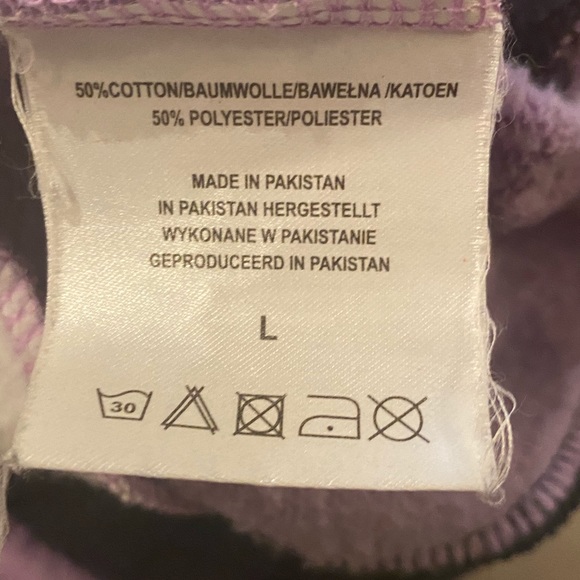 50%COTTON/BAUMWOLLE/BAWEŁNA /KATOEN
50% POLYESTER/POLIESTER
MADE IN PAKISTAN
IN PAKISTAN HERGESTELLT
WYKONANE W PAKISTANIE
GEPRODUCEERD IN PAKISTAN
L
30